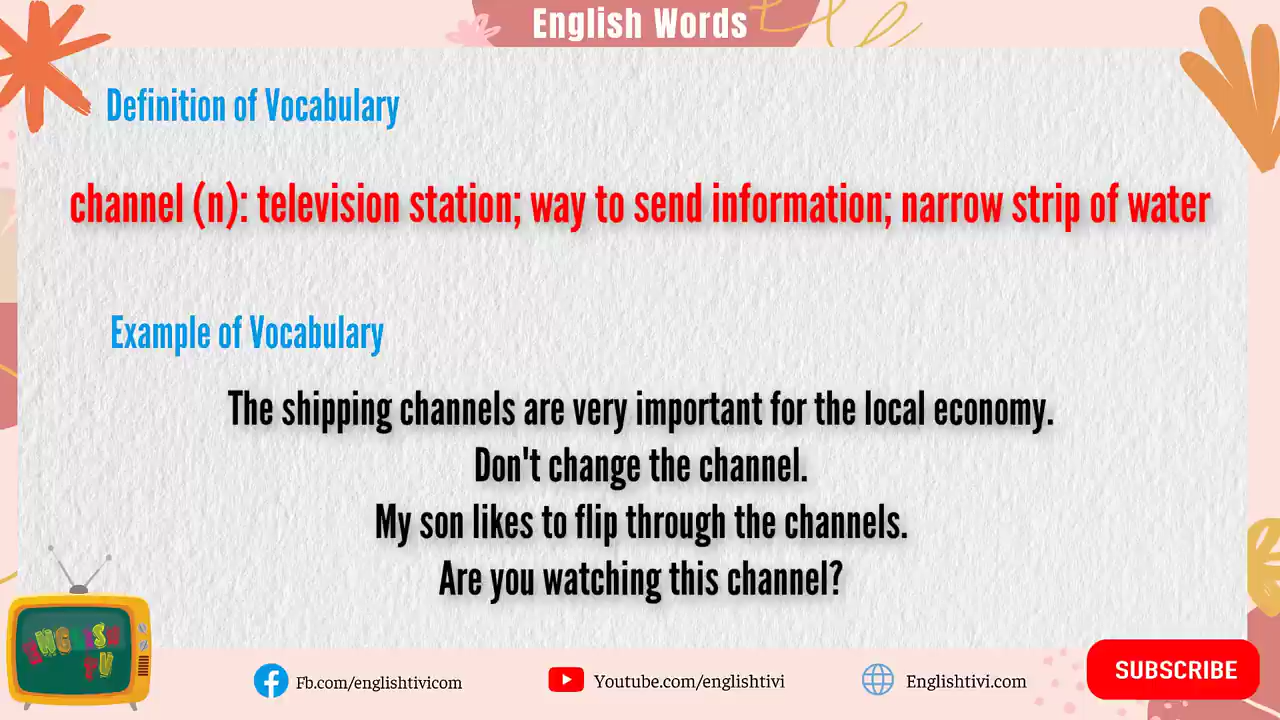 English Words
Definition of Vocabulary
channel (n): television station; way to send information; narrow strip of water
Example of Vocabulary
The shipping channels are very important for the local economy.
Don't change the channel.
My son likes to flip through the channels.
Are you watching this channel?
ENGLISH
TV
Fb.com/englishtivicom
Youtube.com/englishtivi
Englishtivi.com
SUBSCRIBE